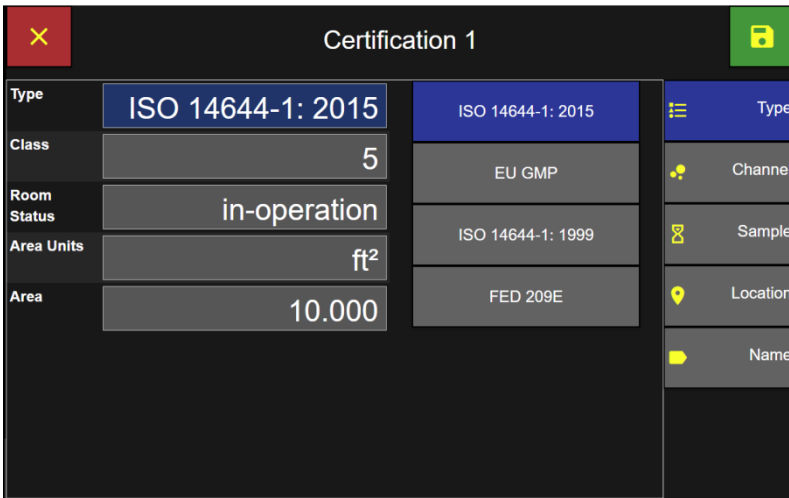 Certification 1
Type
ISO 14644-1: 2015
Class
5
Room
Status
in-operation
Area Units
ft²
Area
10.000
ISO 14644-1: 2015
EU GMP
ISO 14644-1: 1999
FED 209E
Type
Channe
Sample
Location
Name